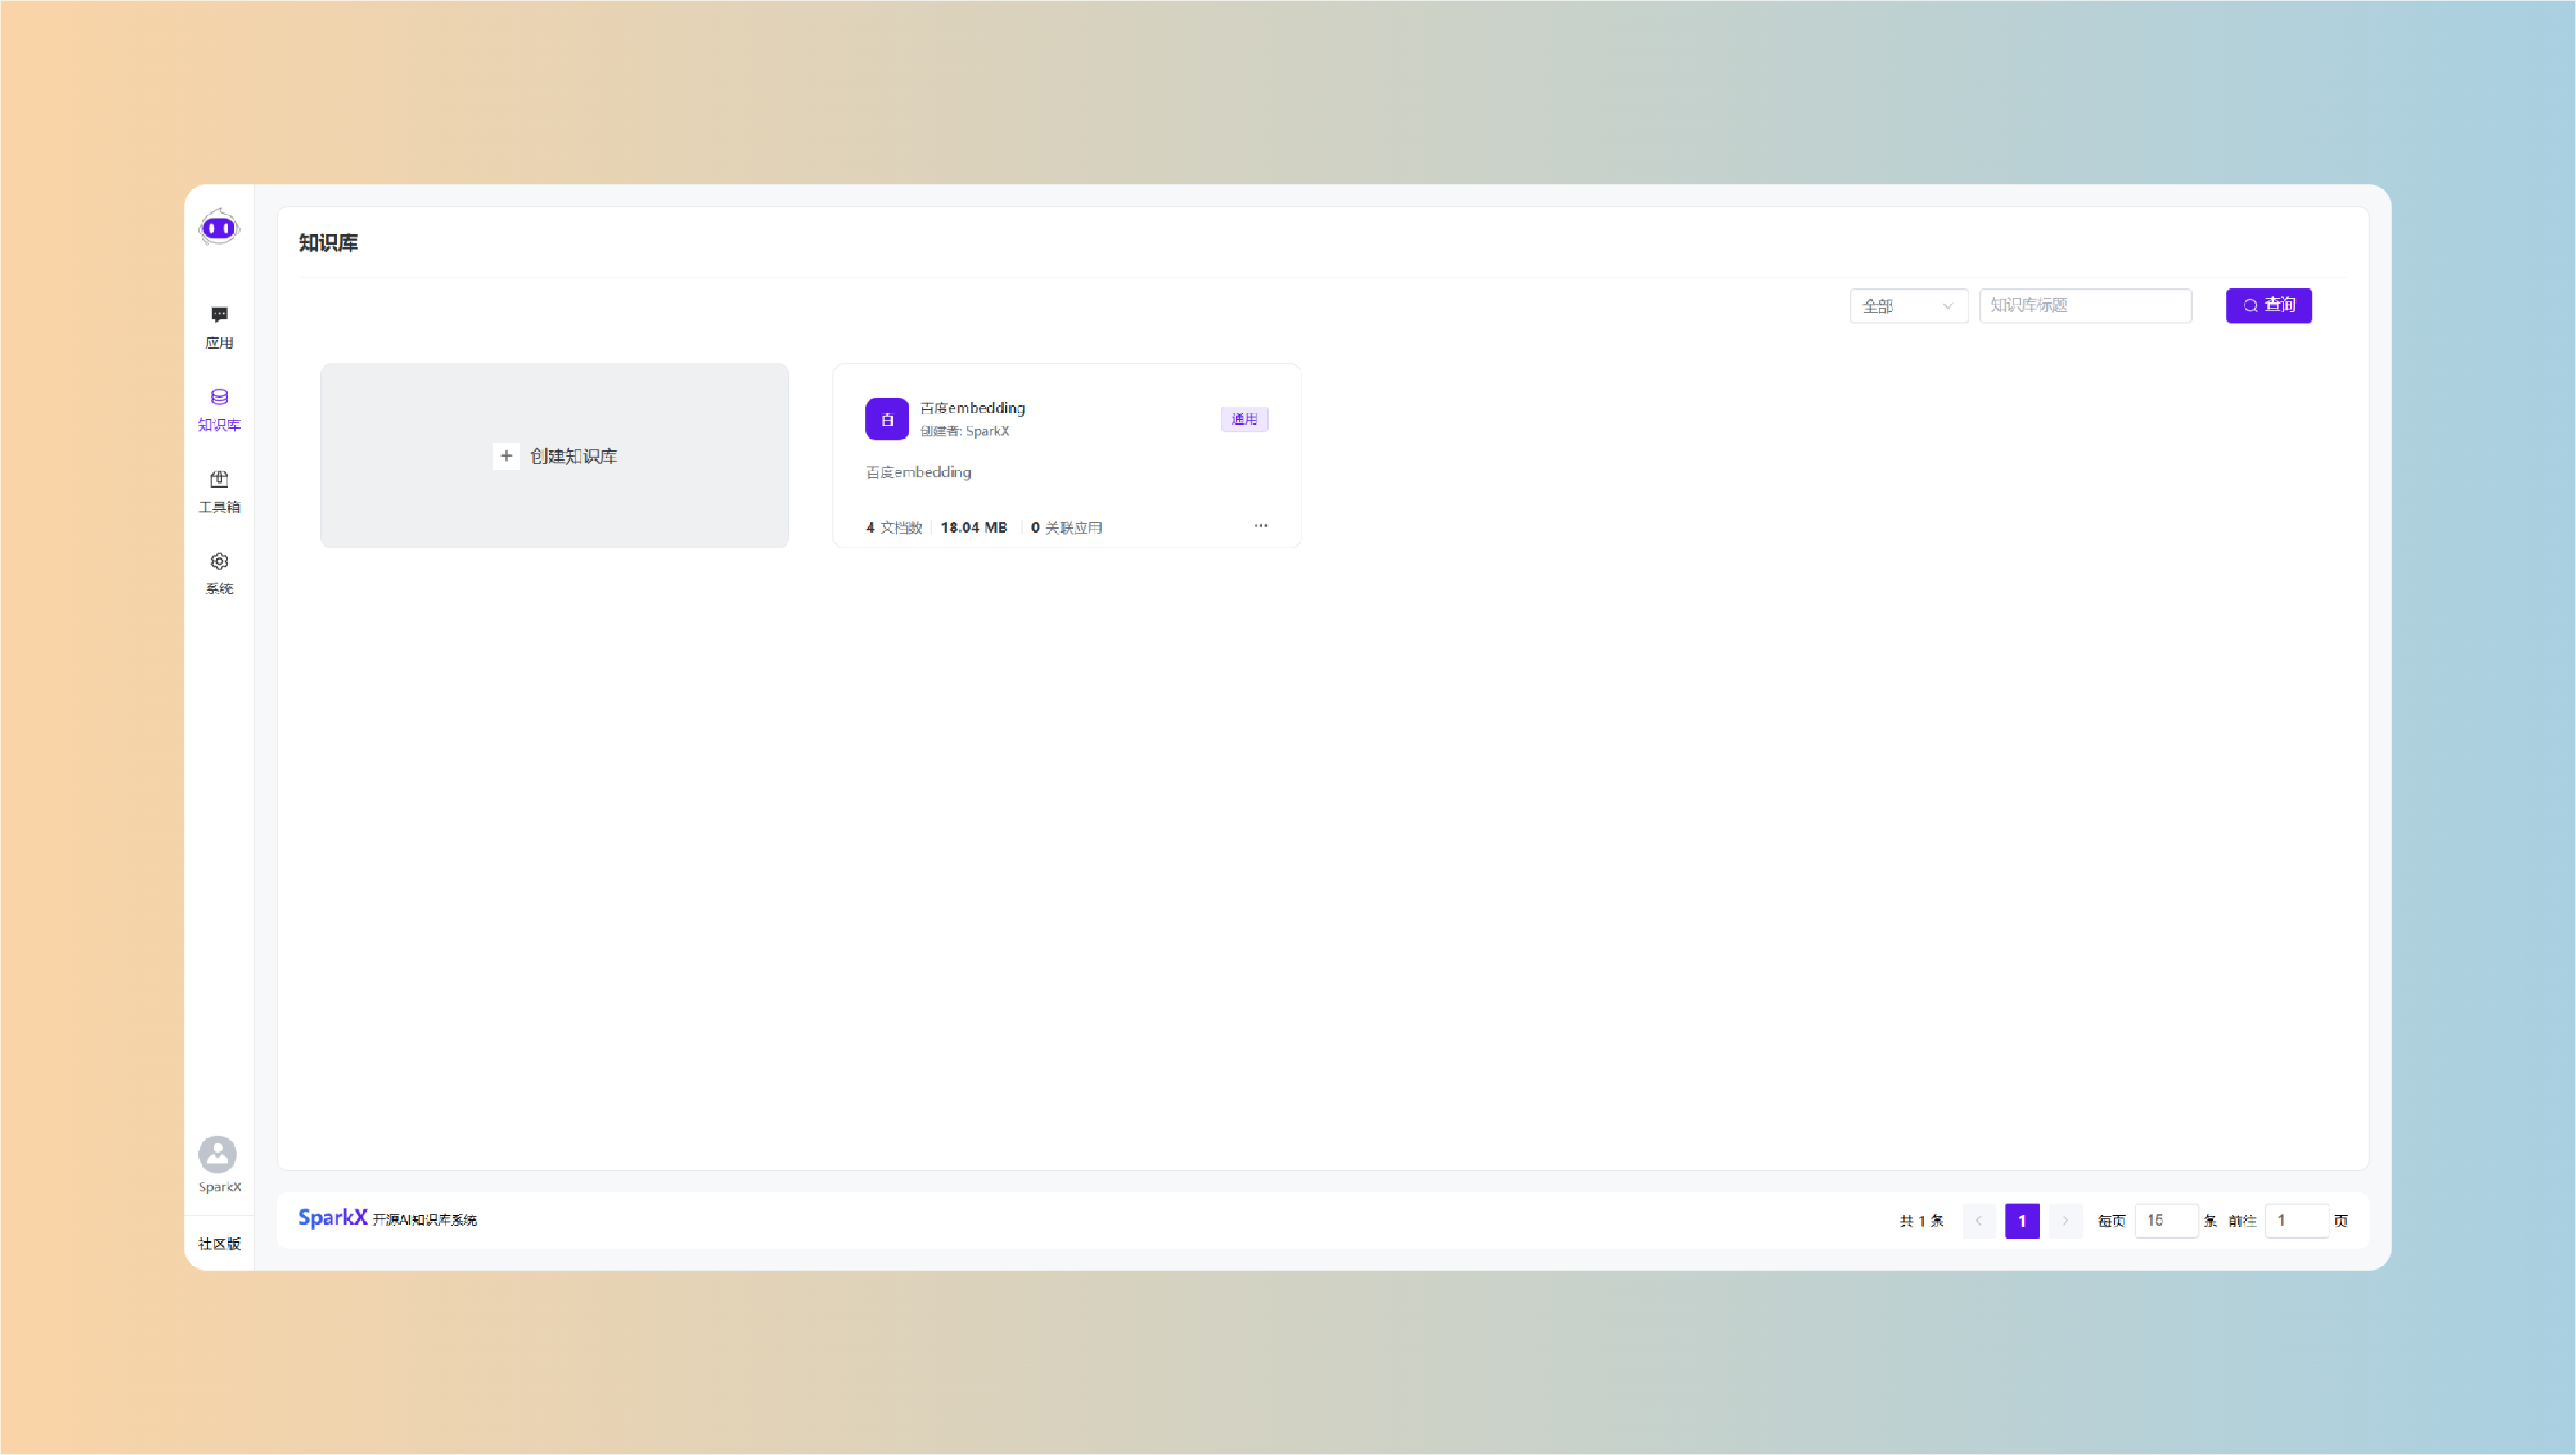 知识库
应用
知识库
工具箱
系统
SparkX
社区版
全部
知识库标题
查询
创建知识库
百
百度embedding
创建者: SparkX
通用
百度embedding
4 文档数 18.04 MB 0 关联应用
SparkX 开源AI知识库系统
共 1 条 1 每页 15 条 前往 1 页